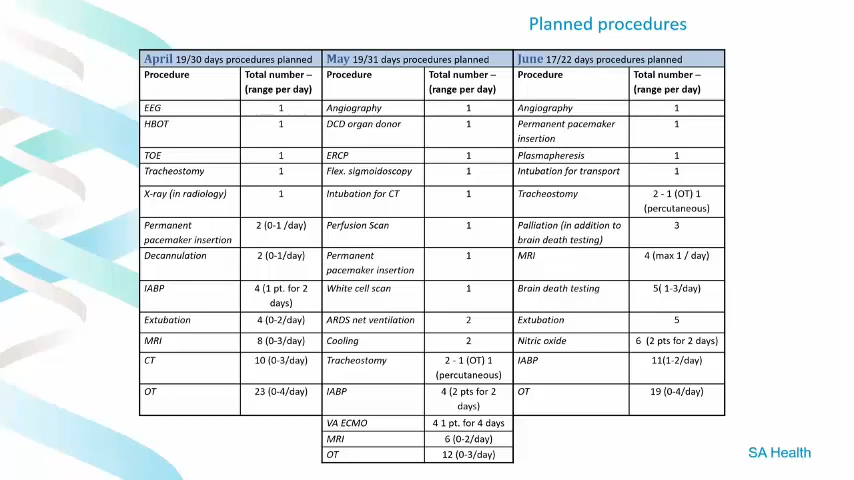 Planned procedures
April 19/30 days procedures planned May 19/31 days procedures planned June 17/22 days procedures planned
Procedure Total number – Procedure Total number – Procedure Total number –
(range per day) (range per day) (range per day)
EEG 1 Angiography 1 Angiography 1
HBOT 1 DCD organ donor 1 Permanent pacemaker 1
insertion
TOE 1 ERCP 1 Plasmapheresis 1
Tracheostomy 1 Flex. sigmoidoscopy 1 Intubation for transport 1
X-ray (in radiology) 1 Intubation for CT 1 Tracheostomy 2 - 1 (OT) 1
(percutaneous)
Permanent 2 (0-1 /day) Perfusion Scan 1 Palliation (in addition to 3
pacemaker insertion brain death testing)
Decannulation 2 (0-1/day) Permanent 1 MRI 4 (max 1 / day)
pacemaker insertion
IABP 4 (1 pt. for 2 White cell scan 1 Brain death testing 5( 1-3/day)
days)
Extubation 4 (0-2/day) ARDS net ventilation 2 Extubation 5
MRI 8 (0-3/day) Cooling 2 Nitric oxide 6 (2 pts for 2 days)
CT 10 (0-3/day) Tracheostomy 2 - 1 (OT) 1 IABP 11(1-2/day)
(percutaneous)
OT 23 (0-4/day) IABP 4 (2 pts for 2 OT 19 (0-4/day)
days)
VA ECMO 4 1 pt. for 4 days
MRI 6 (0-2/day)
OT 12 (0-3/day)
SA Health